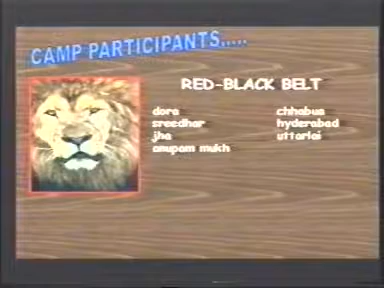 CAMP PARTICIPANTS.....
RED-BLACK BELT
dora chhabua
sreedhar hyderabad
jha uttarlai
anupam mukh